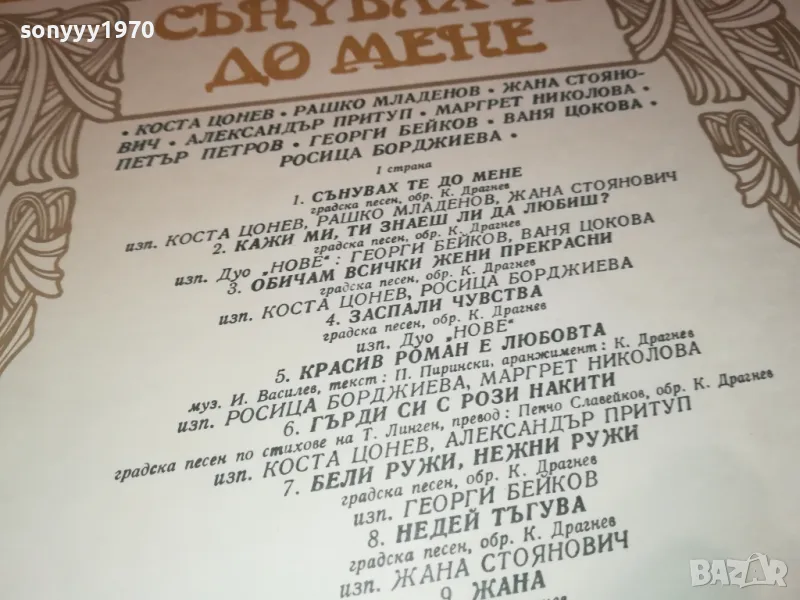 sonyyy1970
СЪНУВАХ ТЕ
ДО МЕНЕ
• КОСТА ЦОНЕВ • РАШКО МЛАДЕНОВ • ЖАНА СТОЯНО-
ВИЧ • АЛЕКСАНДЪР ПРИТУП • МАРГРЕТ НИКОЛОВА •
ПЕТЪР ПЕТРОВ • ГЕОРГИ БЕЙКОВ • ВАНЯ ЦОКОВА •
РОСИЦА БОРДЖИЕВА •
I страна
1. СЪНУВАХ ТЕ ДО МЕНЕ
градска песен, обр. К. Драгнев
изп. КОСТА ЦОНЕВ, РАШКО МЛАДЕНОВ, ЖАНА СТОЯНОВИЧ
2. КАЖИ МИ, ТИ ЗНАЕШ ЛИ ДА ЛЮБИШ?
градска песен, обр. К. Драгнев
изп. Дуо „НОВЕ“: ГЕОРГИ БЕЙКОВ, ВАНЯ ЦОКОВА
3. ОБИЧАМ ВСИЧКИ ЖЕНИ ПРЕКРАСНИ
градска песен, обр. К. Драгнев
изп. КОСТА ЦОНЕВ, РОСИЦА БОРДЖИЕВА
4. ЗАСПАЛИ ЧУВСТВА
градска песен, обр. К. Драгнев
изп. Дуо „НОВЕ“
5. КРАСИВ РОМАН Е ЛЮБОВТА
муз. И. Василев, текст: П. Пирински, аранжимент: К. Драгнев
изп. РОСИЦА БОРДЖИЕВА, МАРГРЕТ НИКОЛОВА
6. ГЪРДИ СИ С РОЗИ НАКИТИ
градска песен по стихове на Т. Линген, превод: Пенчо Славейков, обр. К. Драгнев
изп. КОСТА ЦОНЕВ, АЛЕКСАНДЪР ПРИТУП
7. БЕЛИ РУЖИ, НЕЖНИ РУЖИ
градска песен, обр. К. Драгнев
изп. ГЕОРГИ БЕЙКОВ
8. НЕДЕЙ ТЪГУВА
градска песен, обр. К. Драгнев
изп. ЖАНА СТОЯНОВИЧ
9. ЖАНА
BAZAR
www.Bazar.bg